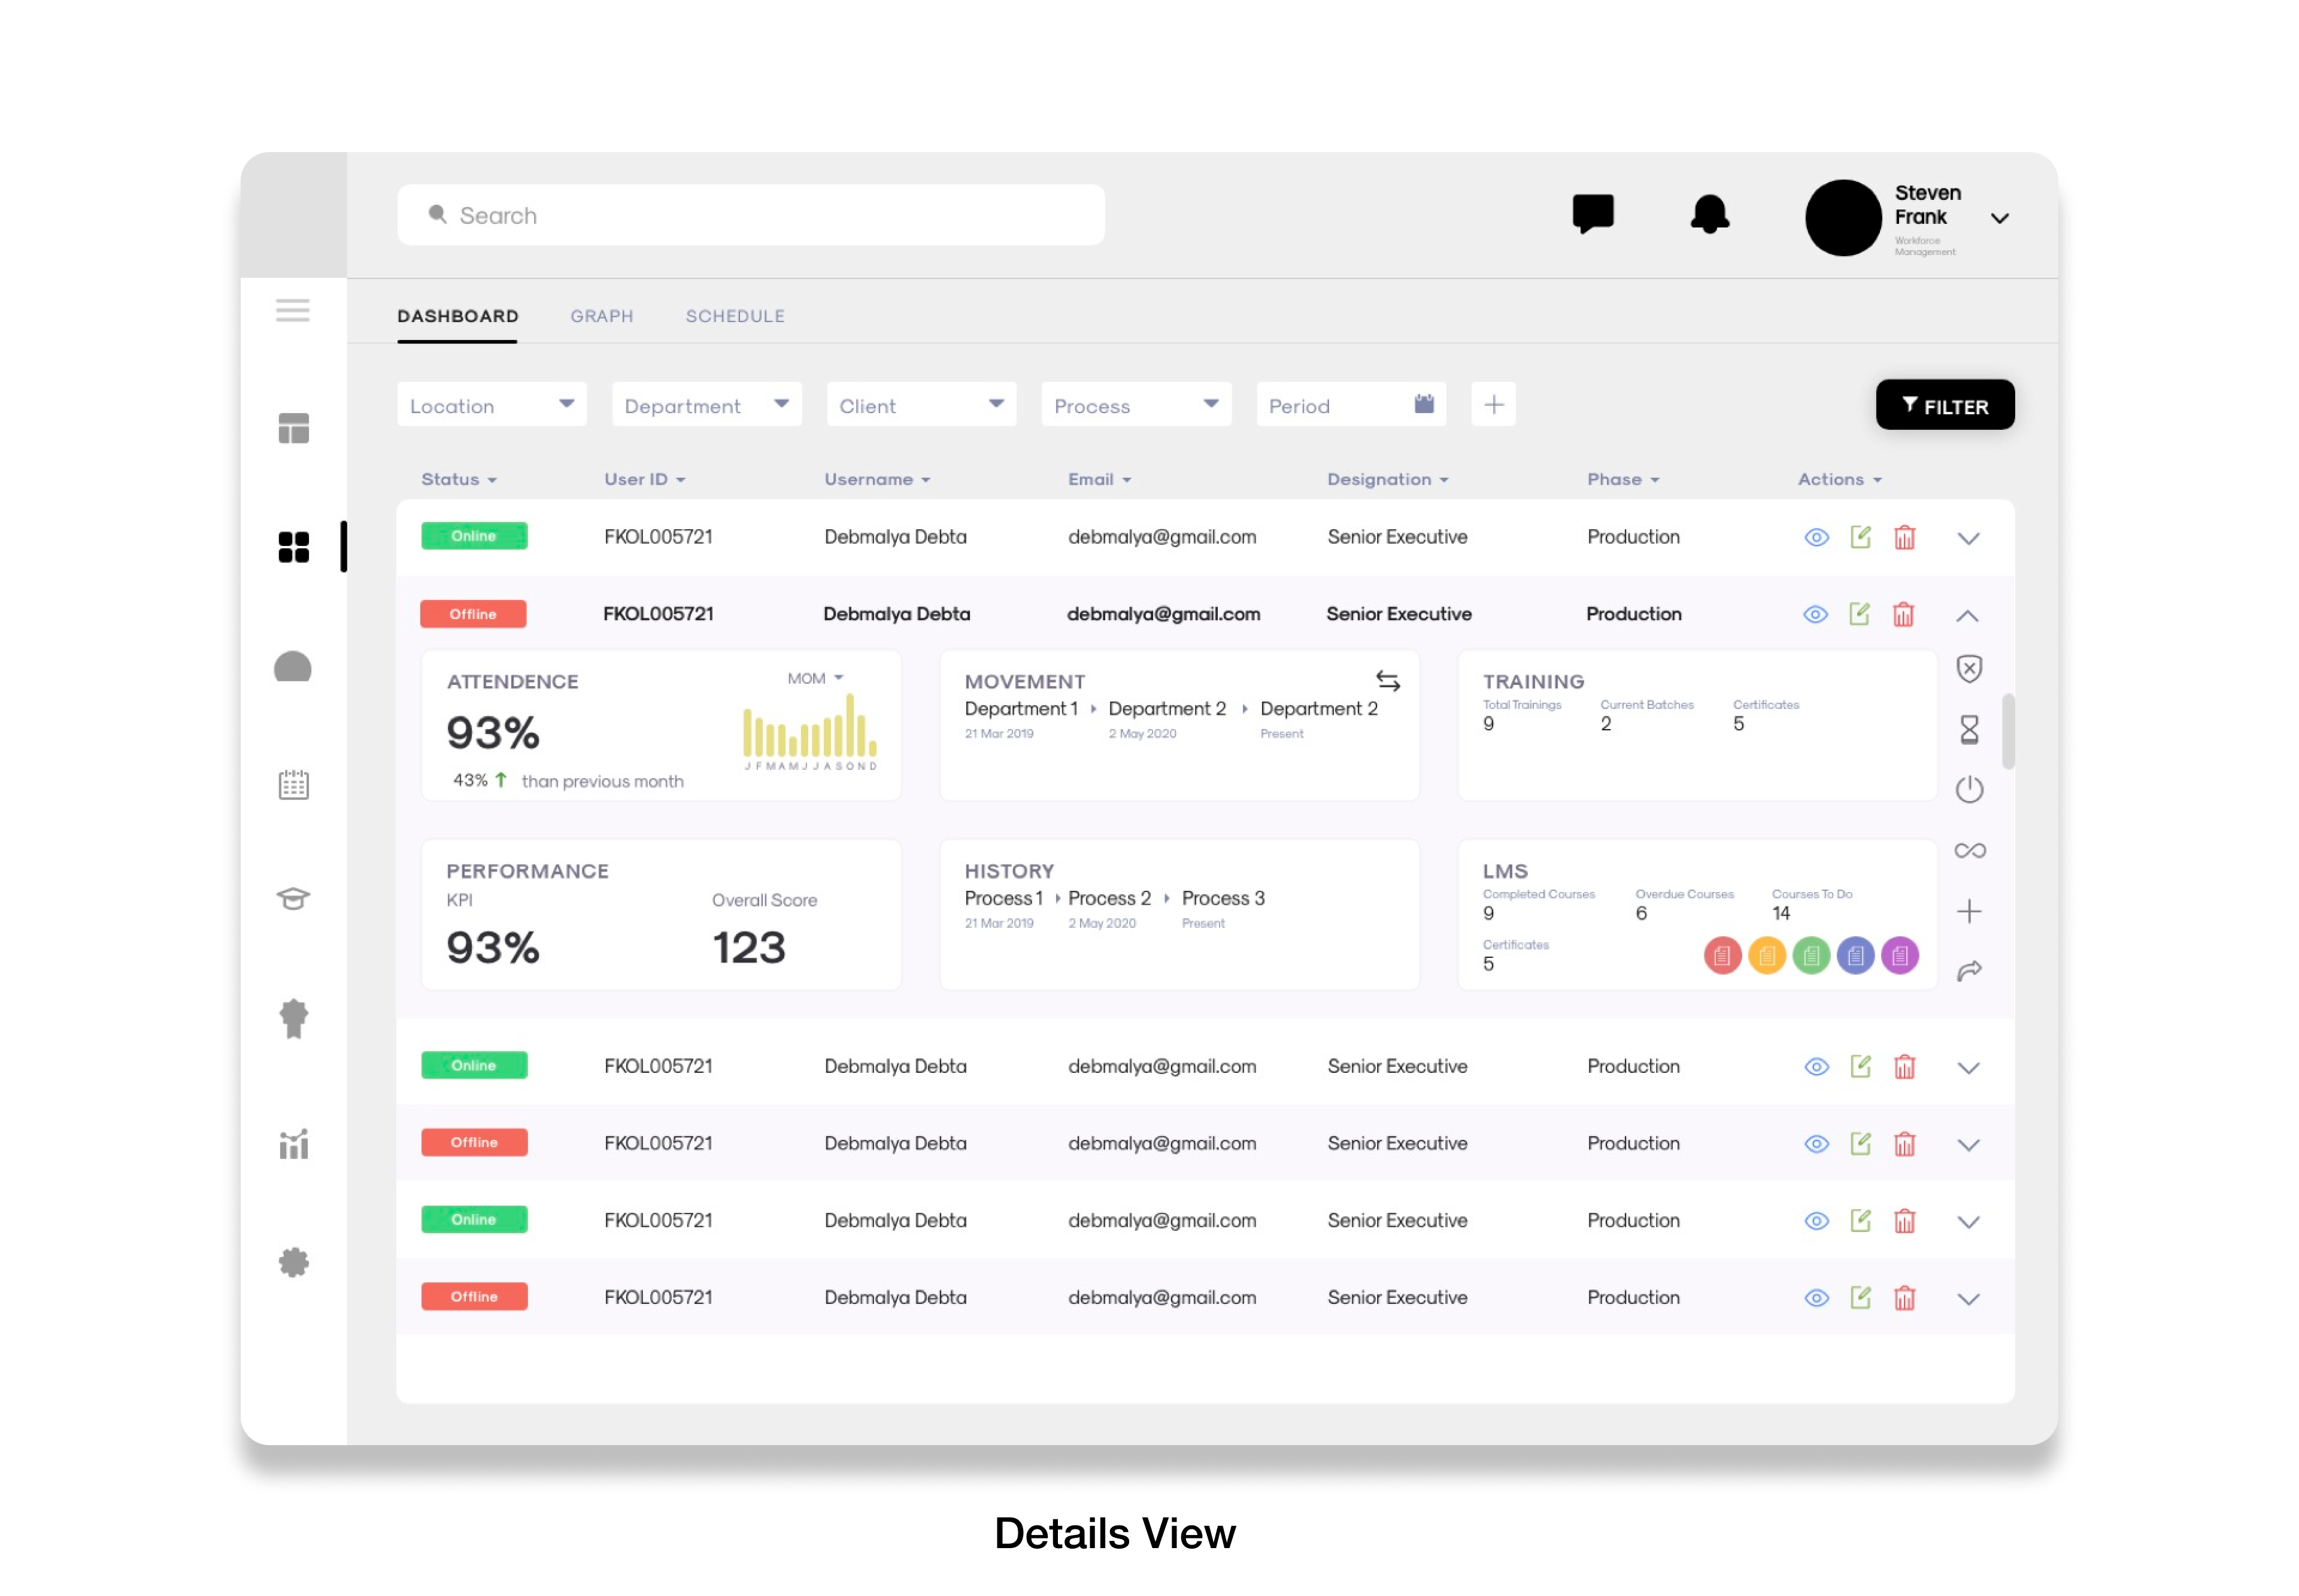 Search
Steven
Frank
Workforce
Management
DASHBOARD GRAPH SCHEDULE
Location Department Client Process Period FILTER
Status User ID Username Email Designation Phase Actions
Online FKOL005721 Debmalya Debta debmalya@gmail.com Senior Executive Production
Offline FKOL005721 Debmalya Debta debmalya@gmail.com Senior Executive Production
ATTENDENCE MOM
93%
J F M A M J J A S O N D
43% than previous month
MOVEMENT
Department 1 Department 2 Department 2
21 Mar 2019 2 May 2020 Present
TRAINING
Total Trainings Current Batches Certificates
9 2 5
PERFORMANCE
KPI Overall Score
93% 123
HISTORY
Process 1 Process 2 Process 3
21 Mar 2019 2 May 2020 Present
LMS
Completed Courses Overdue Courses Courses To Do
9 6 14
Certificates
5
Online FKOL005721 Debmalya Debta debmalya@gmail.com Senior Executive Production
Offline FKOL005721 Debmalya Debta debmalya@gmail.com Senior Executive Production
Online FKOL005721 Debmalya Debta debmalya@gmail.com Senior Executive Production
Offline FKOL005721 Debmalya Debta debmalya@gmail.com Senior Executive Production
Details View